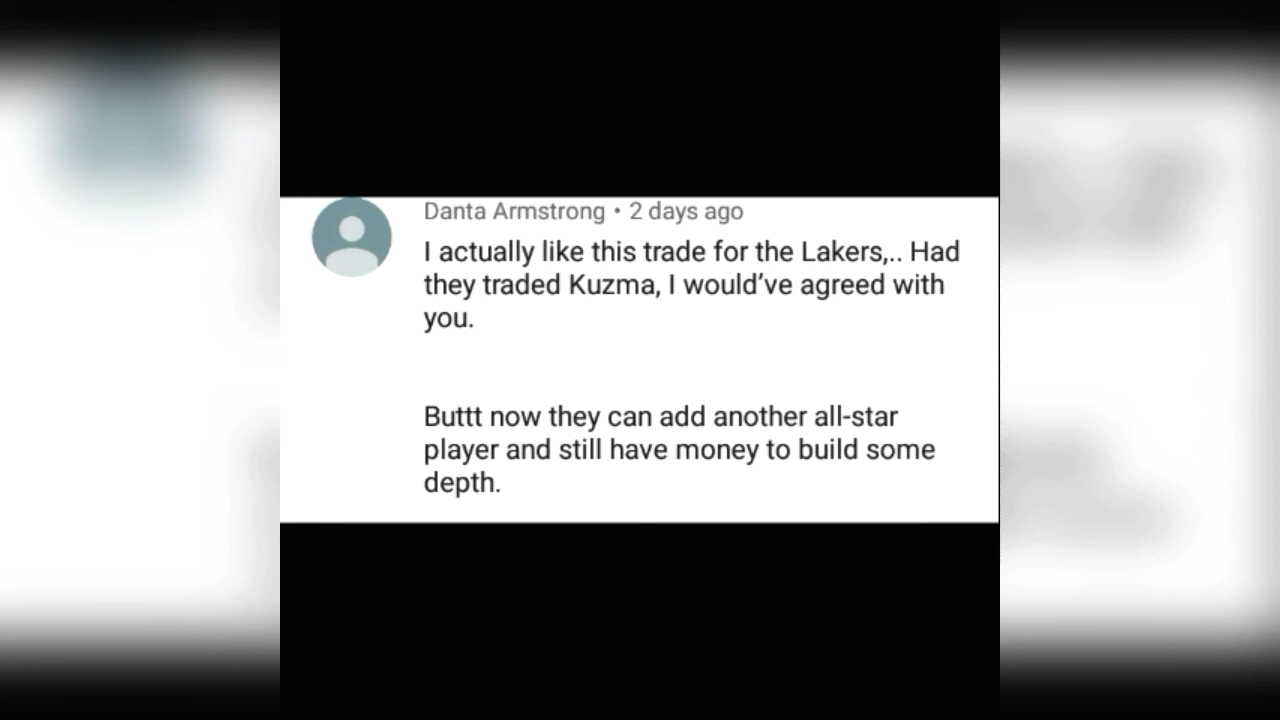 Danta Armstrong • 2 days ago
I actually like this trade for the Lakers,.. Had
they traded Kuzma, I would’ve agreed with
you.
Buttt now they can add another all-star
player and still have money to build some
depth.